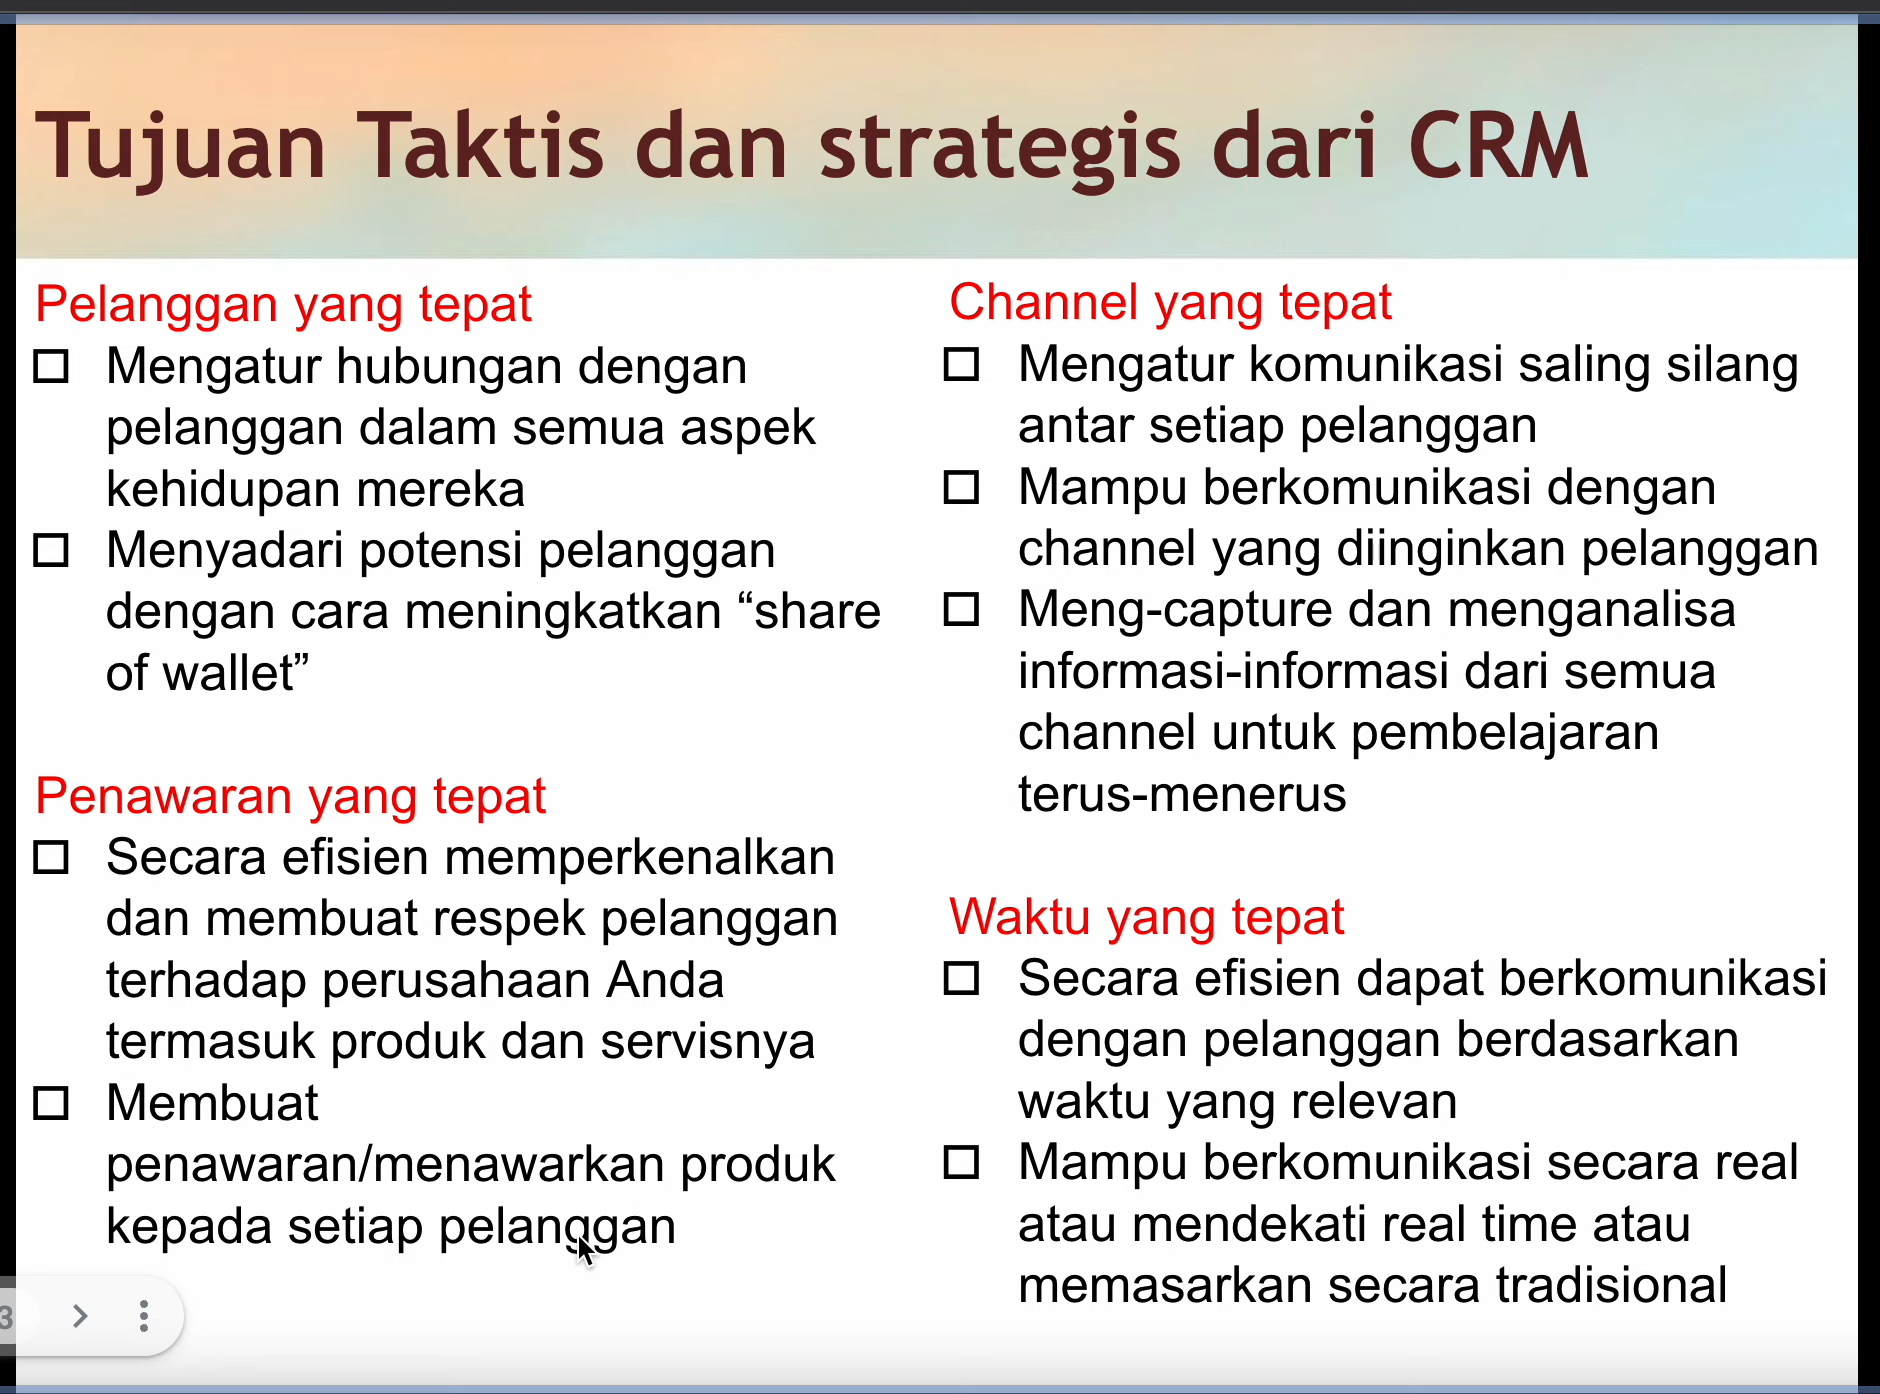 Tujuan Taktis dan strategis dari CRM
Pelanggan yang tepat
Mengatur hubungan dengan
pelanggan dalam semua aspek
kehidupan mereka
Menyadari potensi pelanggan
dengan cara meningkatkan “share
of wallet”
Penawaran yang tepat
Secara efisien memperkenalkan
dan membuat respek pelanggan
terhadap perusahaan Anda
termasuk produk dan servisnya
Membuat
penawaran/menawarkan produk
kepada setiap pelanggan
Channel yang tepat
Mengatur komunikasi saling silang
antar setiap pelanggan
Mampu berkomunikasi dengan
channel yang diinginkan pelanggan
Meng-capture dan menganalisa
informasi-informasi dari semua
channel untuk pembelajaran
terus-menerus
Waktu yang tepat
Secara efisien dapat berkomunikasi
dengan pelanggan berdasarkan
waktu yang relevan
Mampu berkomunikasi secara real
atau mendekati real time atau
memasarkan secara tradisional
3